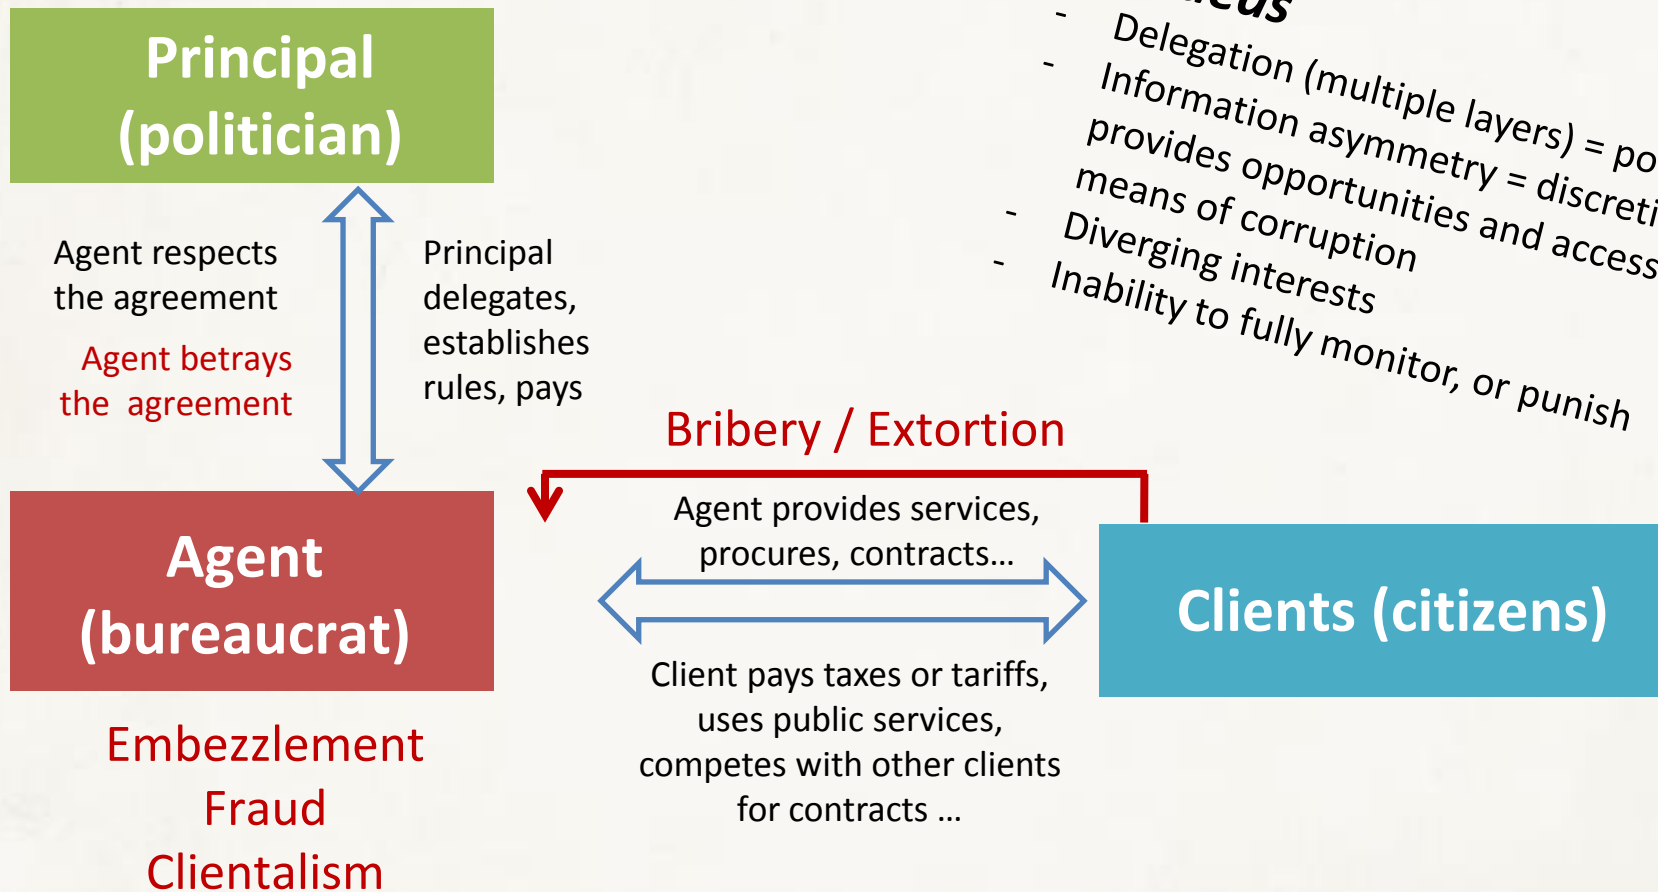 Principal
(politician)
Agent respects
the agreement
Agent betrays
the agreement
Principal
delegates,
establishes
rules, pays
- Delegation (multiple layers) =
- Information asymmetry =
provides opportunities and access
means of corruption
- Diverging interests
- Inability to fully monitor, or punish
Bribery / Extortion
Agent provides services,
procures, contracts...
Agent
(bureaucrat)
Clients (citizens)
Client pays taxes or tariffs,
uses public services,
competes with other clients
for contracts ...
Embezzlement
Fraud
Clientalism